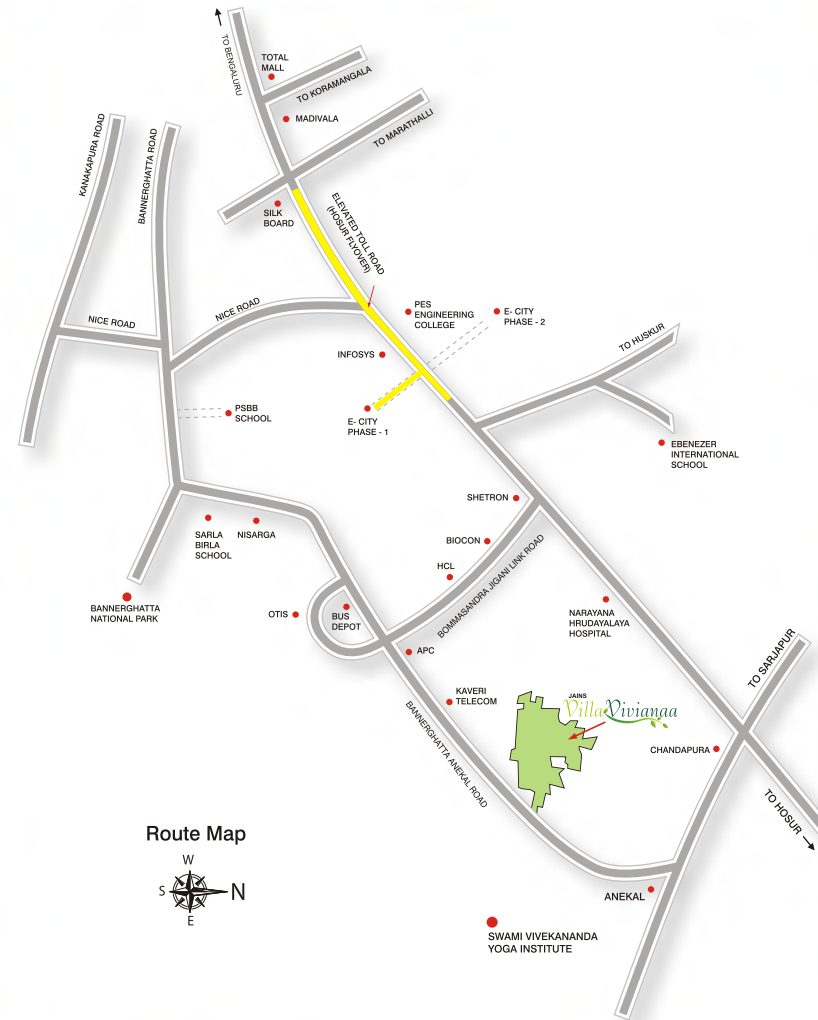 TO BENGALURU
TOTAL
MALL
TO KORAMANGALA
MADIVALA
TO MARATHALLI
KANAKAPURA ROAD
BANNERGHATTA ROAD
SILK
BOARD
ELEVATED TOLL ROAD
(HOSUR FLYOVER)
NICE ROAD
NICE ROAD
PES
ENGINEERING
COLLEGE
E- CITY
PHASE - 2
INFOSYS
TO HUSKUR
PSBB
SCHOOL
E- CITY
PHASE - 1
EBENEZER
INTERNATIONAL
SCHOOL
SHETRON
SARLA
BIRLA
SCHOOL
NISARGA
BIOCON
HCL
BOMMASANDRA JIGANI LINK ROAD
BANNERGHATTA
NATIONAL PARK
OTIS
BUS
DEPOT
NARAYANA
HRUDAYALAYA
HOSPITAL
APC
TO SARJAPUR
KAVERI
TELECOM
JAINS
Villa Vivianaa
BANNERGHATTA ANEKAL ROAD
CHANDAPURA
TO HOSUR
Route Map
W
S
N
E
ANEKAL
SWAMI VIVEKANANDA
YOGA INSTITUTE